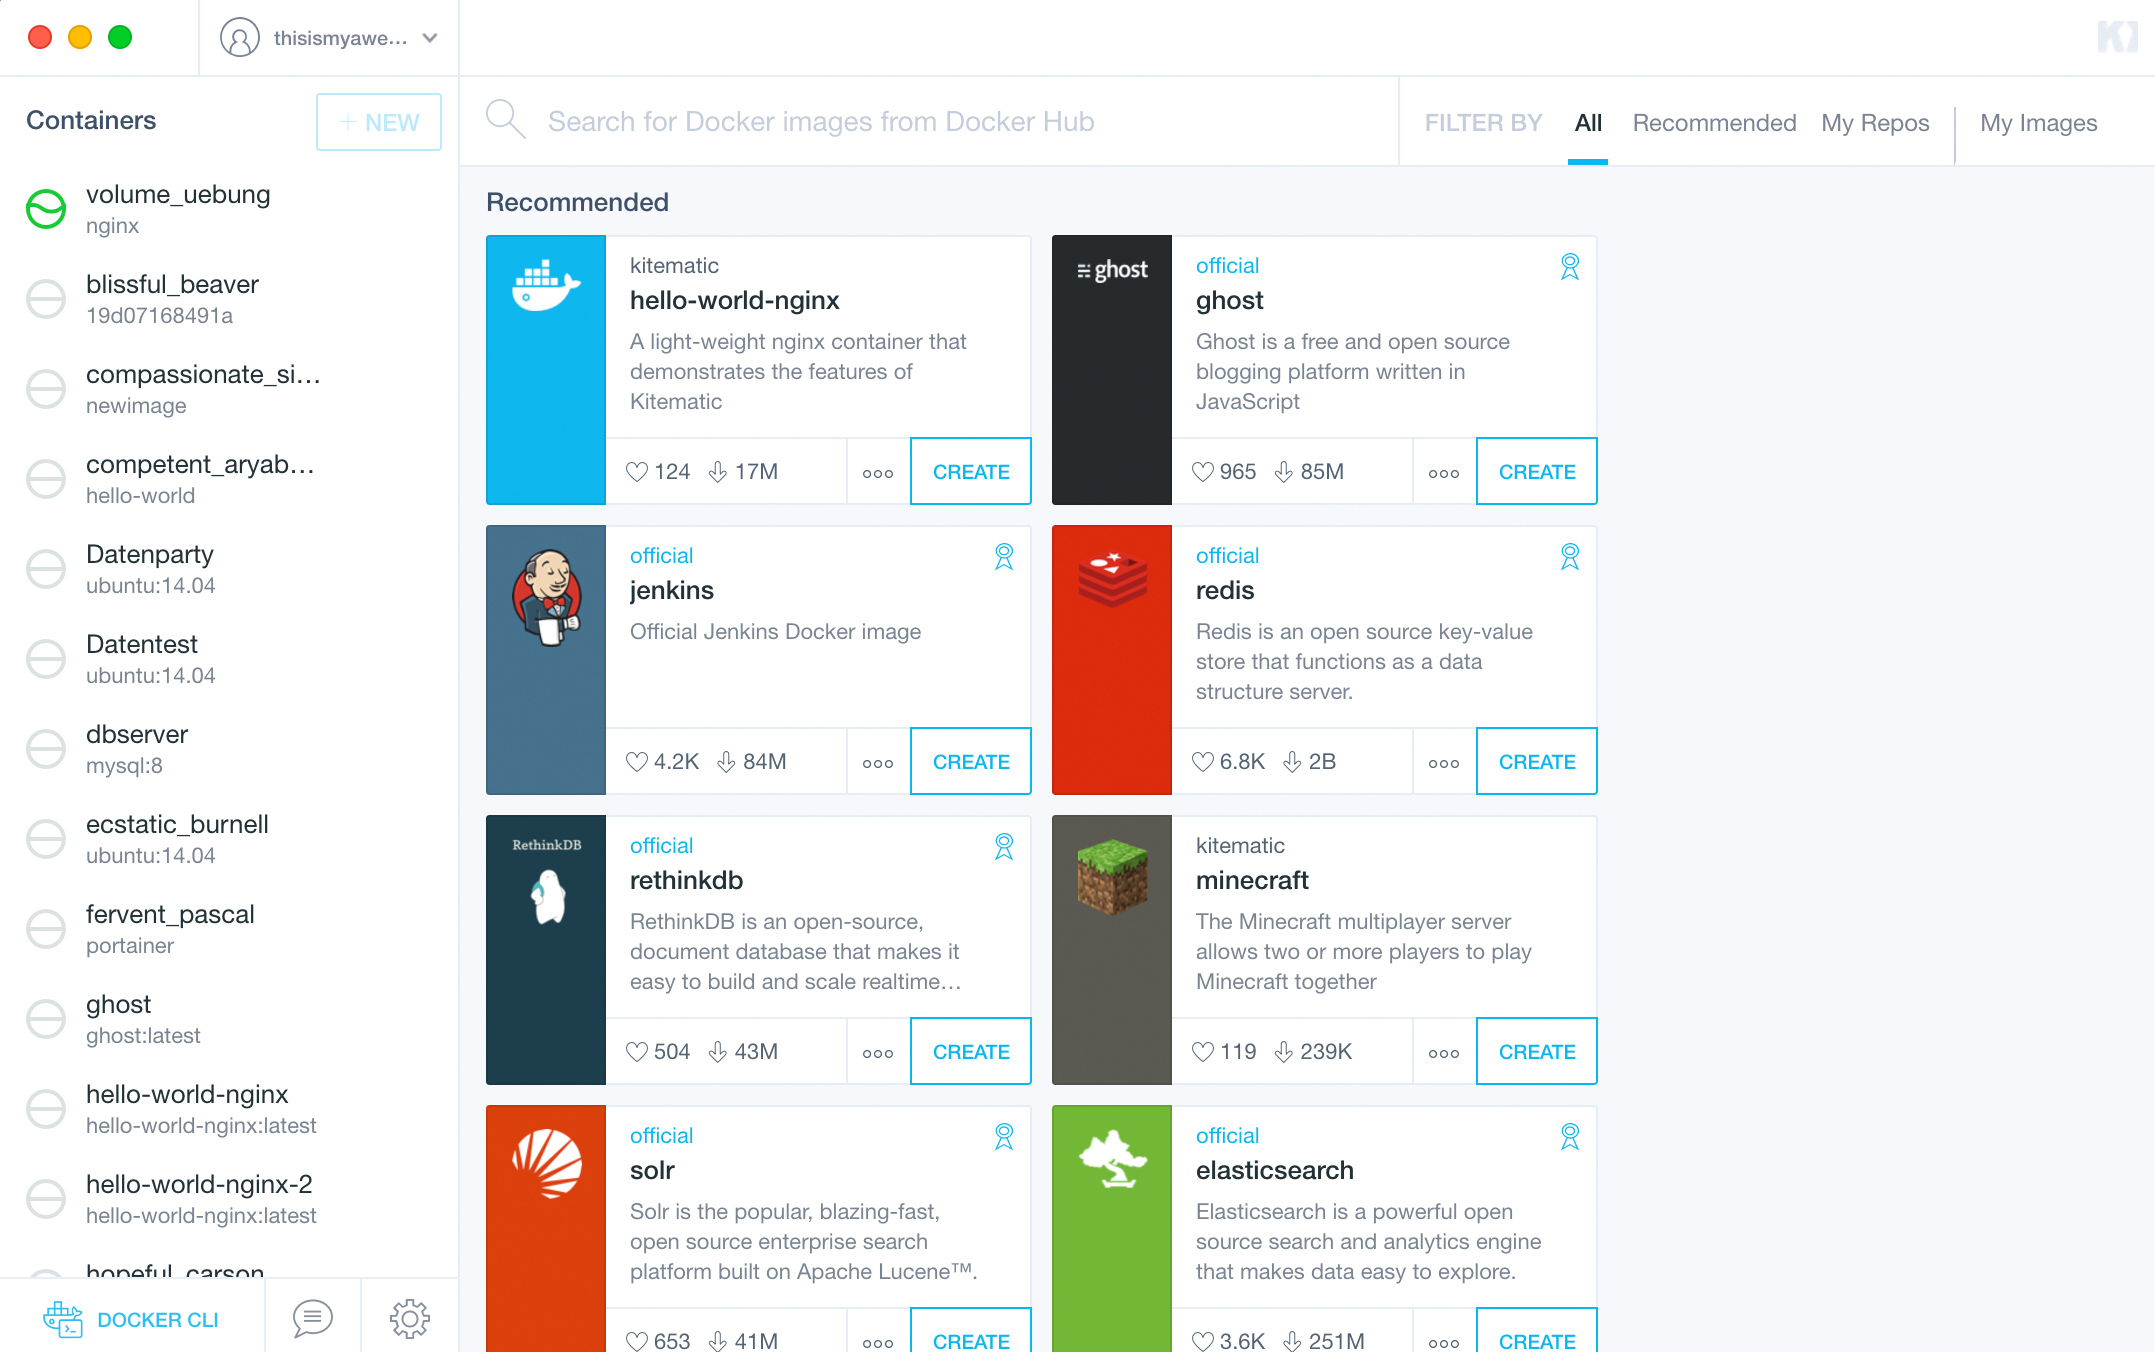 thisismyawe...
Containers
+ NEW
volume_uebung
nginx
blissful_beaver
19d07168491a
compassionate_si...
newimage
competent_aryab...
hello-world
Datenparty
ubuntu:14.04
Datentest
ubuntu:14.04
dbserver
mysql:8
ecstatic_burnell
ubuntu:14.04
fervent_pascal
portainer
ghost
ghost:latest
hello-world-nginx
hello-world-nginx:latest
hello-world-nginx-2
hello-world-nginx:latest
hopeful_carson
DOCKER CLI
Search for Docker images from Docker Hub
FILTER BY All Recommended My Repos My Images
Recommended
kitematic
hello-world-nginx
A light-weight nginx container that
demonstrates the features of
Kitematic
124 17M
CREATE
ghost
official
ghost
Ghost is a free and open source
blogging platform written in
JavaScript
965 85M
CREATE
official
jenkins
Official Jenkins Docker image
4.2K 84M
CREATE
official
redis
Redis is an open source key-value
store that functions as a data
structure server.
6.8K 2B
CREATE
RethinkDB
official
rethinkdb
RethinkDB is an open-source,
document database that makes it
easy to build and scale realtime...
504 43M
CREATE
kitematic
minecraft
The Minecraft multiplayer server
allows two or more players to play
Minecraft together
119 239K
CREATE
official
solr
Solr is the popular, blazing-fast,
open source enterprise search
platform built on Apache Lucene™.
653 41M
CREATE
official
elasticsearch
Elasticsearch is a powerful open
source search and analytics engine
that makes data easy to explore.
3.6K 251M
CREATE